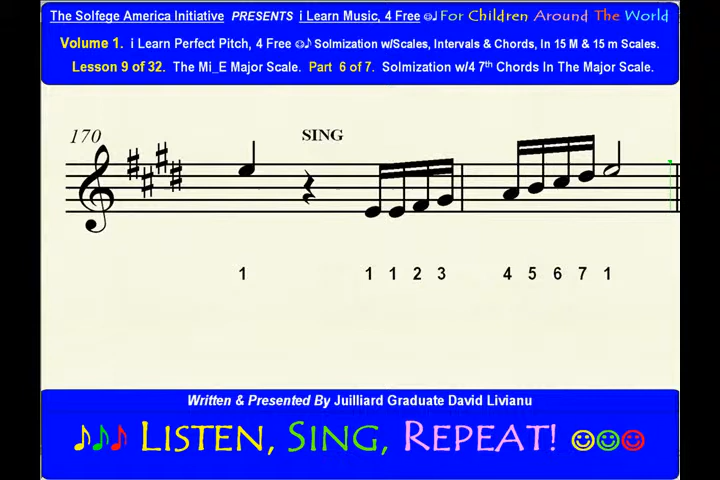 The Solfege America Initiative PRESENTS i Learn Music, 4 Free ☺♪ For Children Around The World
Volume 1. i Learn Perfect Pitch, 4 Free ☺♪ Solmization w/Scales, Intervals & Chords, In 15 M & 15 m Scales.
Lesson 9 of 32. The Mi_E Major Scale. Part 6 of 7. Solmization w/4 7th Chords In The Major Scale.
170 SING
1 1 1 2 3 4 5 6 7 1
Written & Presented By Juilliard Graduate David Livianu
♪♪♪ LISTEN, SING, REPEAT! ☺☺☺